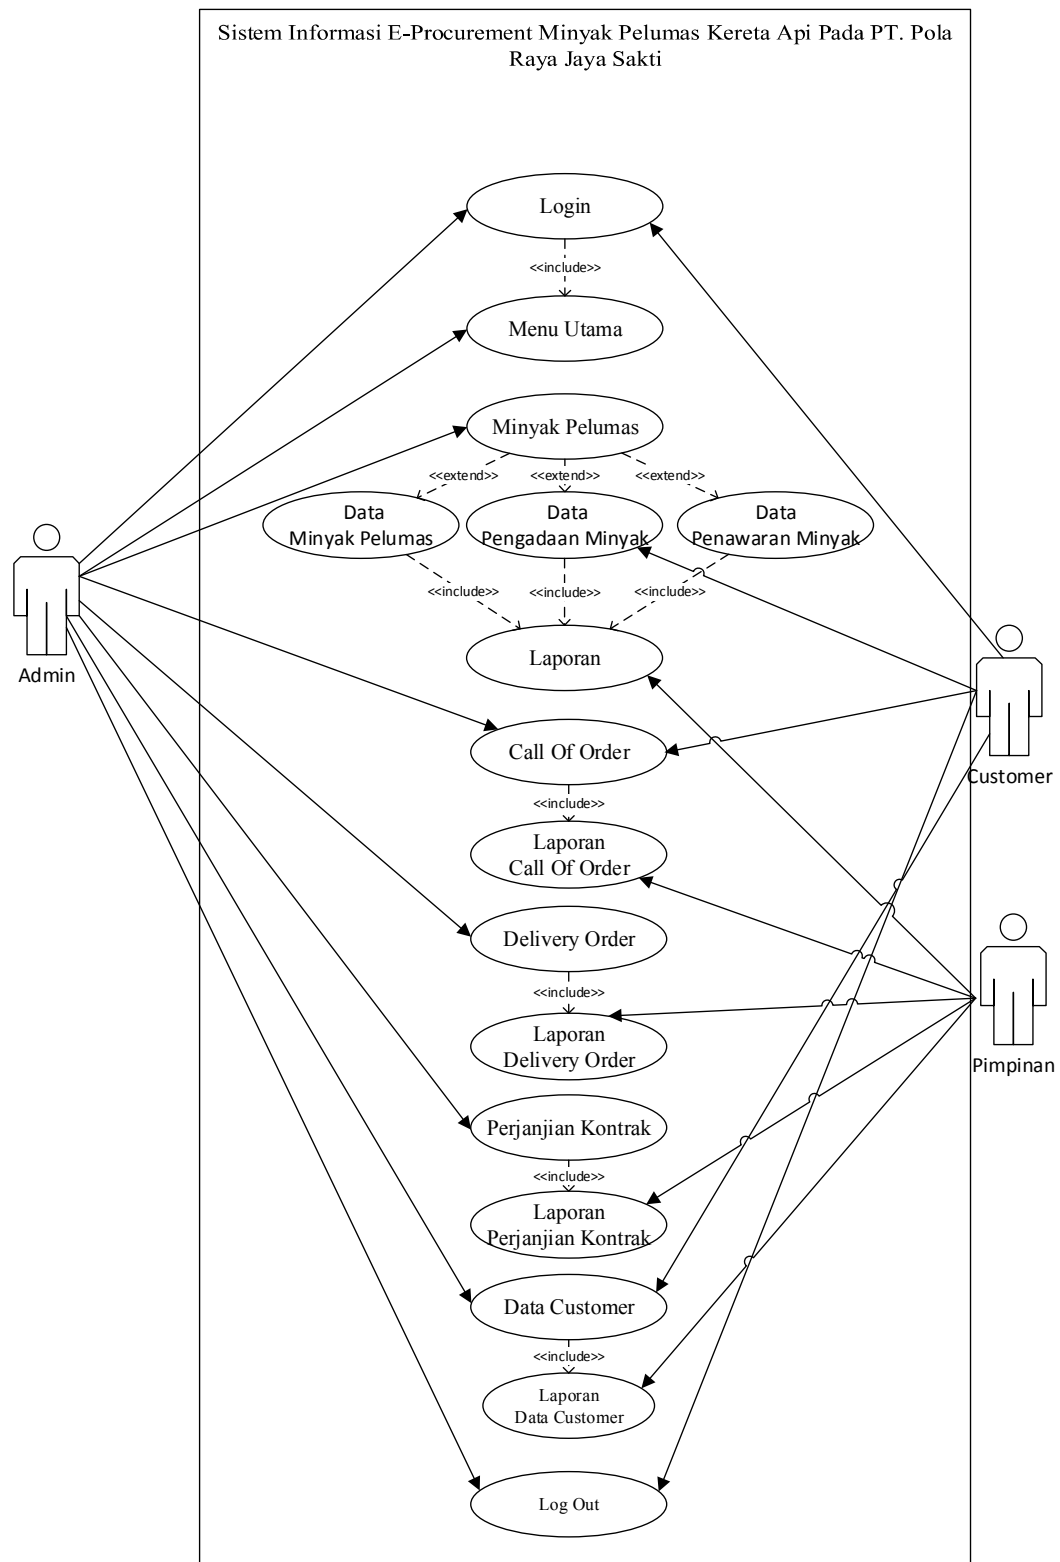 Sistem Informasi E-Procurement Minyak Pelumas Kereta Api Pada PT. Pola
Raya Jaya Sakti
Login
<<include>>
Menu Utama
Minyak Pelumas
<<extend>>
<<extend>>
<<extend>>
Data
Minyak Pelumas
Data
Pengadaan Minyak
Data
Penawaran Minyak
<<include>>
<<include>>
<<include>>
Laporan
Admin
Call Of Order
Customer
<<include>>
Laporan
Call Of Order
Delivery Order
<<include>>
Laporan
Delivery Order
Pimpinan
Perjanjian Kontrak
<<include>>
Laporan
Perjanjian Kontrak
Data Customer
<<include>>
Laporan
Data Customer
Log Out